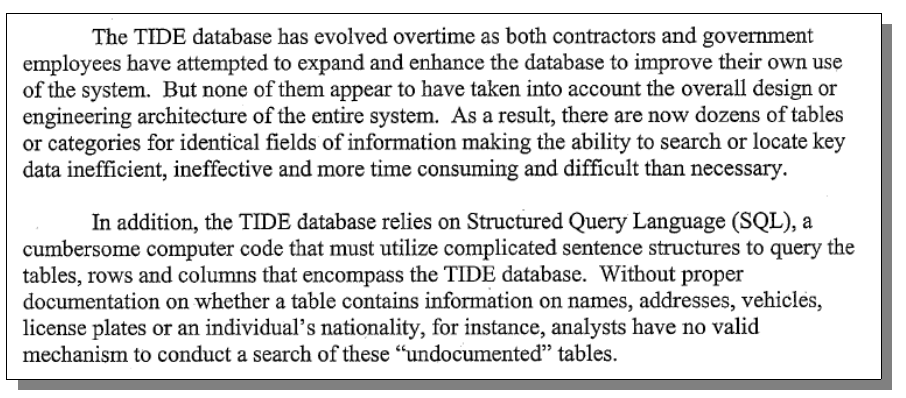 The TIDE database has evolved overtime as both contractors and government
employees have attempted to expand and enhance the database to improve their own use
of the system. But none of them appear to have taken into account the overall design or
engineering architecture of the entire system. As a result, there are now dozens of tables
or categories for identical fields of information making the ability to search or locate key
data inefficient, ineffective and more time consuming and difficult than necessary.
In addition, the TIDE database relies on Structured Query Language (SQL), a
cumbersome computer code that must utilize complicated sentence structures to query the
tables, rows and columns that encompass the TIDE database. Without proper
documentation on whether a table contains information on names, addresses, vehicles,
license plates or an individual's nationality, for instance, analysts have no valid
mechanism to conduct a search of these “undocumented” tables.